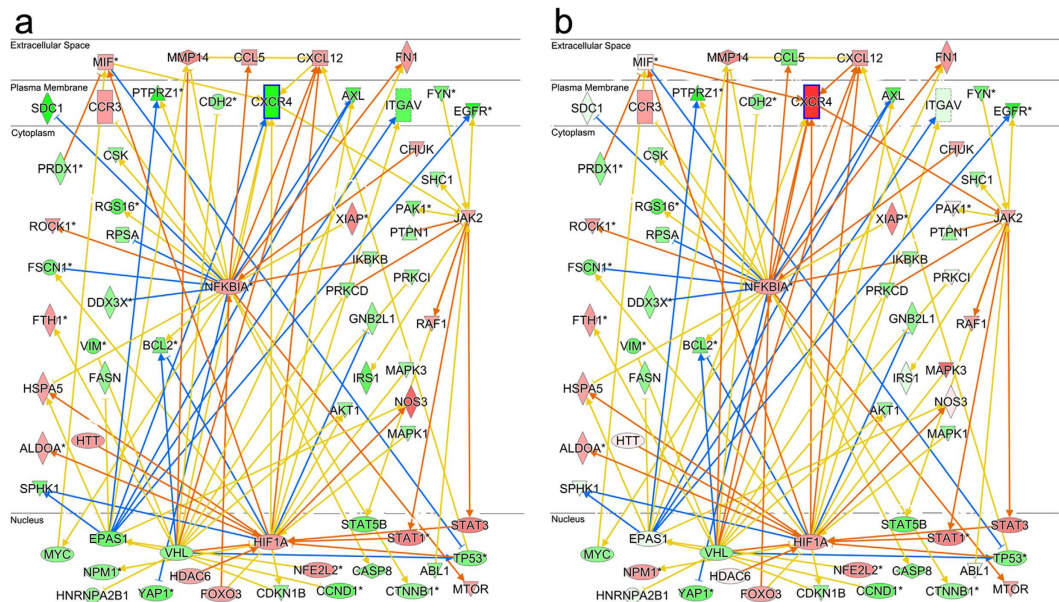 a
Extracellular Space
MIF*
MMP14
CCL5
CXCL12
FN1
Plasma Membrane
SDC1
CCR3
PTPRZ1*
CDH2*
CXCR4
AXL
ITGAV
FYN*
EGFR*
Cytoplasm
PRDX1*
CSK
CHUK
SHC1
RGS16*
ROCK1*
RPSA
XIAP*
PAK1*
JAK2
PTPN1
FSCN1*
NFKBIA*
IKBKB
PRKCI
DDX3X*
PRKCD
FTH1*
GNB2L1
RAF1
VIM*
BCL2*
HSPA5
FASN
IRS1
MAPK3
NOS3
AKT1
ALDOA*
HTT
MAPK1
SPHK1
Nucleus
EPAS1
STAT5B
STAT3
MYC
VHL
HIF1A
STAT1*
TP53*
NPM1*
HDAC6
NFE2L2*
CASP8
ABL1
HNRNPA2B1
YAP1*
FOXO3
CDKN1B
CCND1*
CTNNB1*
MTOR
b
Extracellular Space
MIF*
MMP14
CCL5
CXCL12
FN1
Plasma Membrane
SDC1
CCR3
PTPRZ1*
CDH2*
CXCR4
AXL
ITGAV
FYN*
EGFR*
Cytoplasm
PRDX1*
CSK
CHUK
SHC1
RGS16*
ROCK1*
RPSA
XIAP*
PAK1*
JAK2
PTPN1
FSCN1*
NFKBIA*
IKBKB
PRKCI
DDX3X*
PRKCD
FTH1*
GNB2L1
RAF1
VIM*
BCL2*
HSPA5
FASN
IRS1
MAPK3
NOS3
AKT1
ALDOA*
HTT
MAPK1
SPHK1
Nucleus
EPAS1
STAT5B
STAT3
MYC
VHL
HIF1A
STAT1*
TP53*
NPM1*
HDAC6
NFE2L2*
CASP8
ABL1
HNRNPA2B1
YAP1*
FOXO3
CDKN1B
CCND1*
CTNNB1*
MTOR